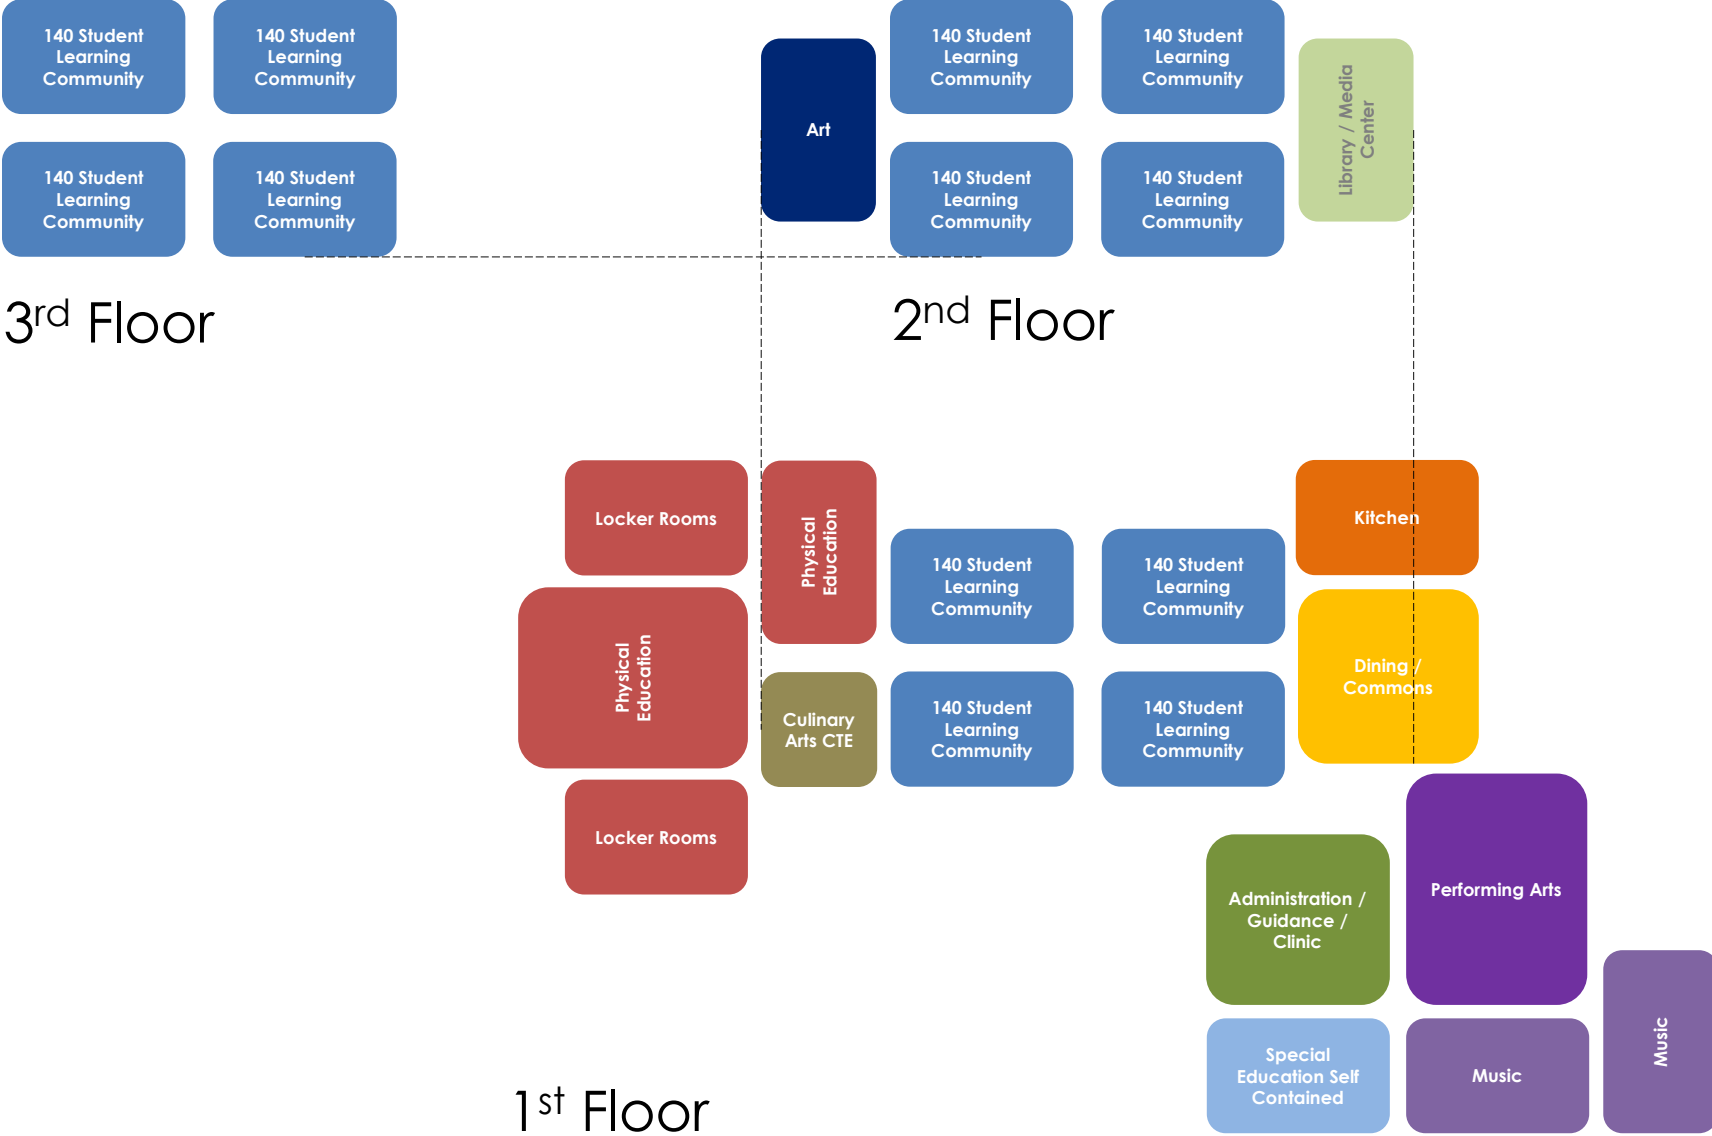 140 Student
Learning
Community
140 Student
Learning
Community
140 Student
Learning
Community
140 Student
Learning
Community
3rd Floor
Art
140 Student
Learning
Community
140 Student
Learning
Community
Library / Media
Center
140 Student
Learning
Community
140 Student
Learning
Community
2nd Floor
Locker Rooms
Physical
Education
Kitchen
140 Student
Learning
Community
140 Student
Learning
Community
Physical
Education
Dining /
Commons
Culinary
Arts CTE
140 Student
Learning
Community
140 Student
Learning
Community
Locker Rooms
Administration /
Guidance /
Clinic
Performing Arts
Special
Education Self
Contained
Music
Music
1st Floor